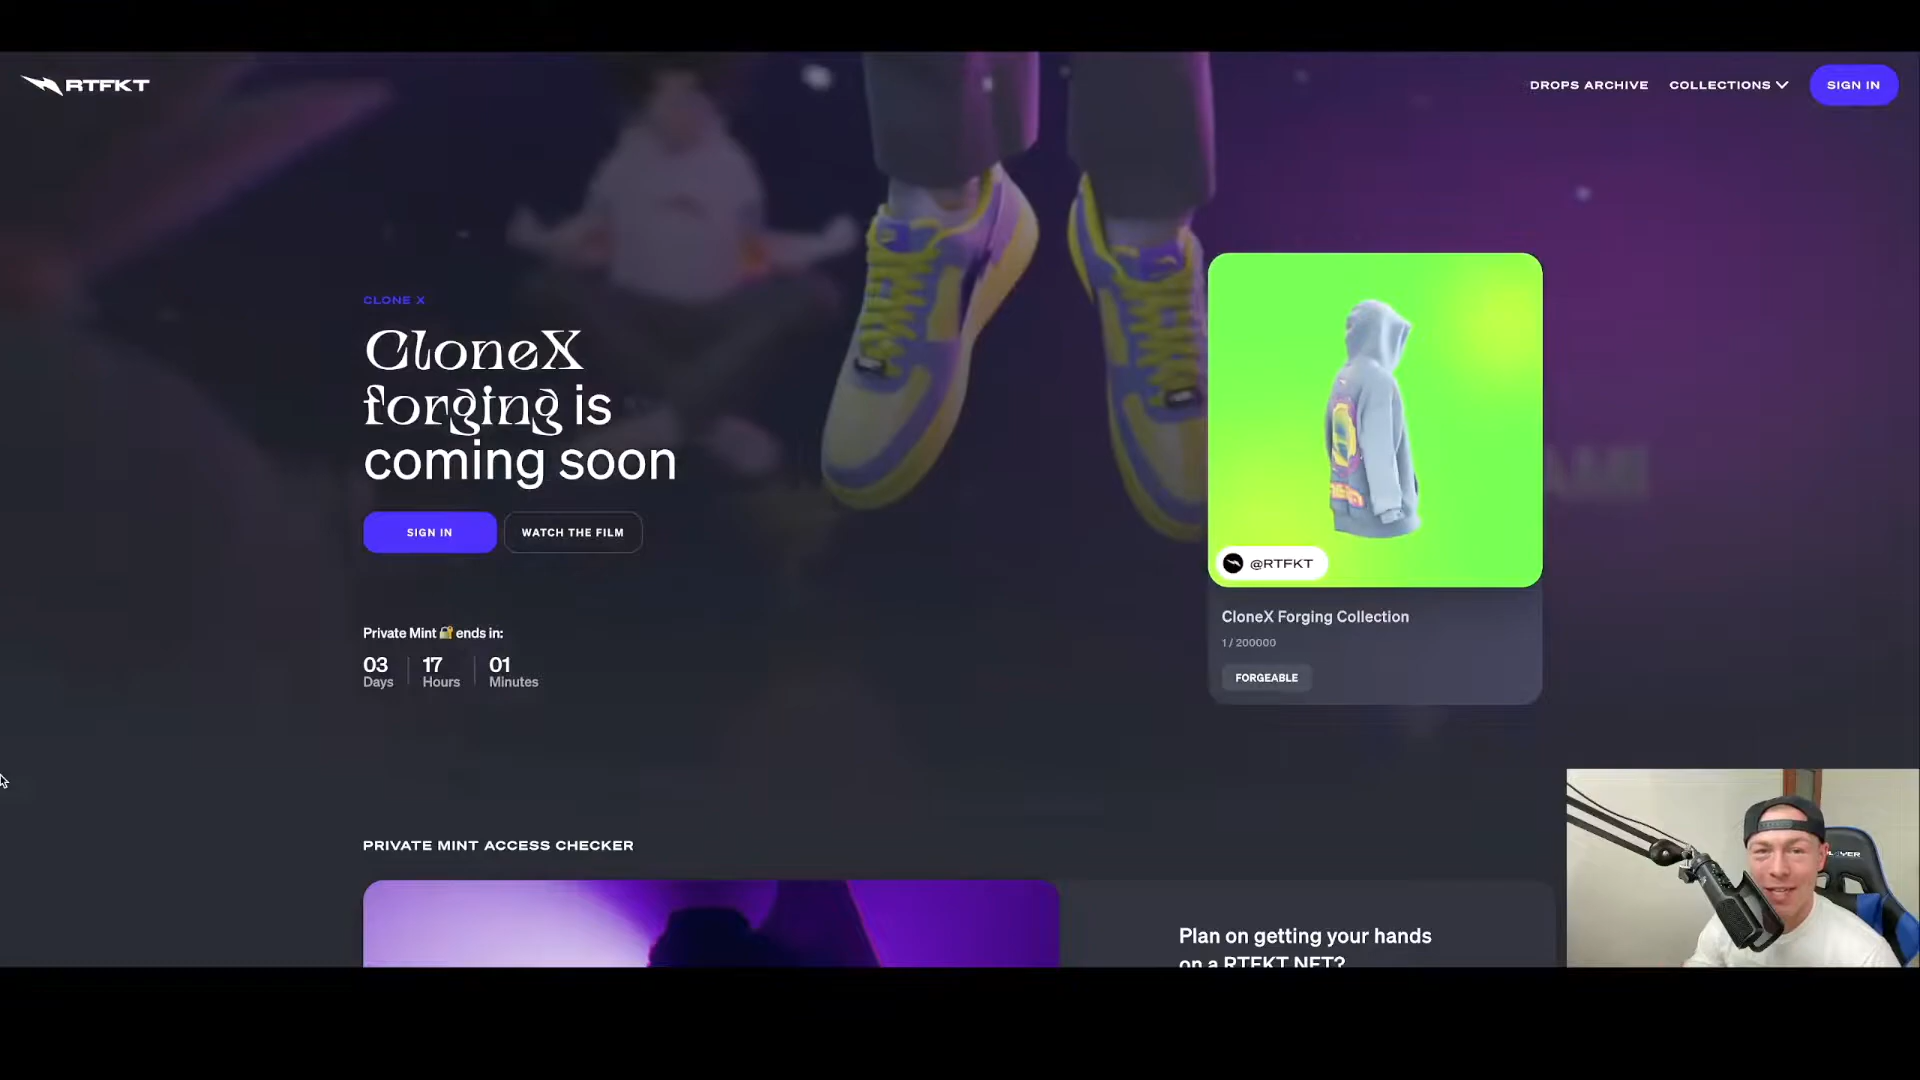 RTFKT
DROPS ARCHIVE
COLLECTIONS
SIGN IN
CLONE X
CloneX
forging is
coming soon
SIGN IN
WATCH THE FILM
Private Mint 🔐 ends in:
03
17
01
Days
Hours
Minutes
@RTFKT
CloneX Forging Collection
1 / 200000
FORGEABLE
PRIVATE MINT ACCESS CHECKER
Plan on getting your hands
on a RTFKT NFT?